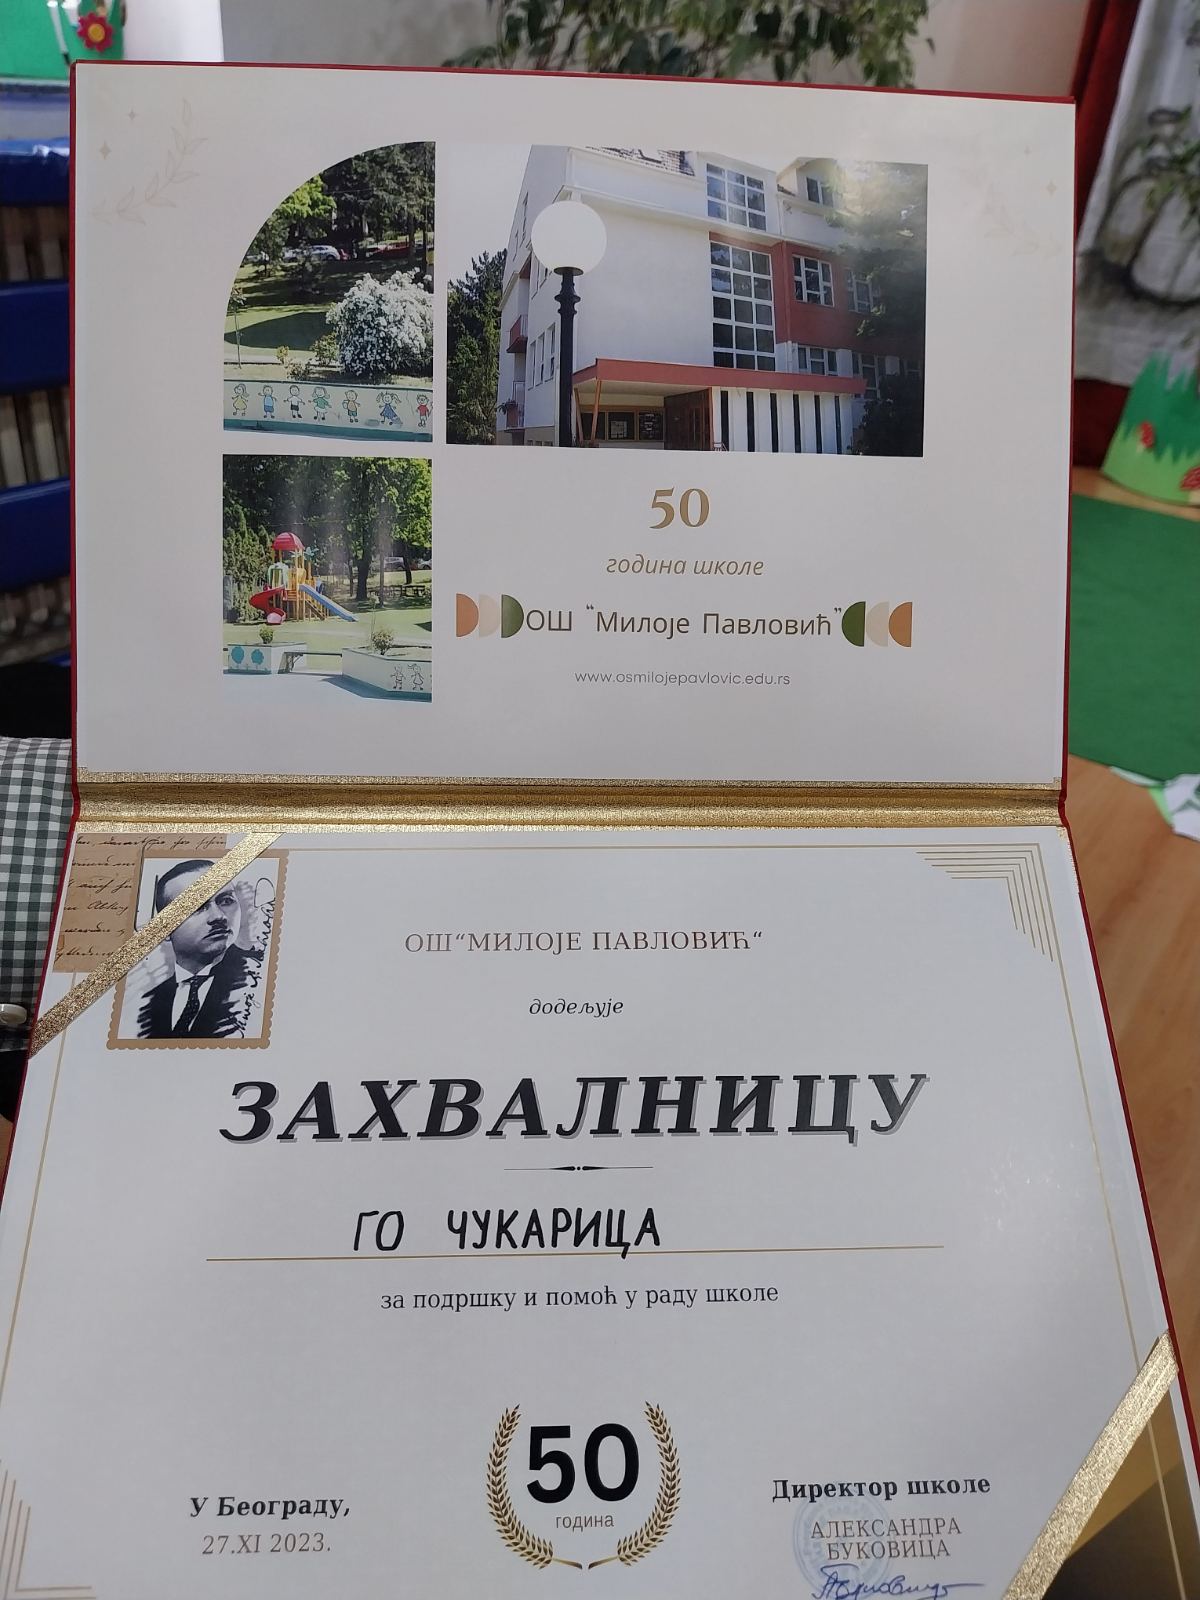 50
година школе
ОШ "Милоје Павловић"
www.osmilojepavlovic.edu.rs
ОШ“МИЛОЈЕ ПАВЛОВИЋ“
додељује
ЗАХВАЛНИЦУ
ГО ЧУКАРИЦА
за подршку и помоћ у раду школе
50
година
У Београду,
27.XI 2023.
Директор школе
АЛЕКСАНДРА
БУКОВИЦА